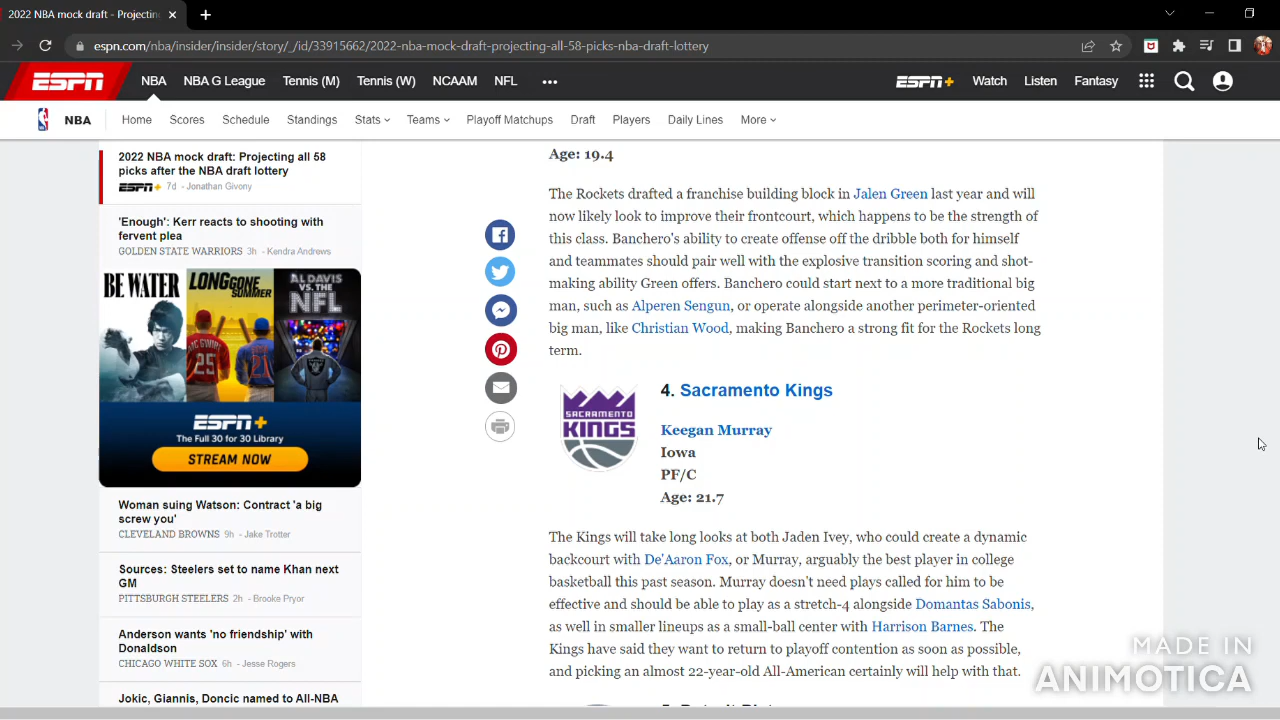 2022 NBA mock draft - Projecting
espn.com/nba/insider/insider/story/_/id/33915662/2022-nba-mock-draft-projecting-all-58-picks-nba-draft-lottery
ESPN NBA NBA G League Tennis (M) Tennis (W) NCAAM NFL ESPN+ Watch Listen Fantasy
NBA Home Scores Schedule Standings Stats Teams Playoff Matchups Draft Players Daily Lines More
2022 NBA mock draft: Projecting all 58
picks after the NBA draft lottery
ESPN+ 7d - Jonathan Givony
'Enough': Kerr reacts to shooting with
fervent plea
GOLDEN STATE WARRIORS 3h - Kendra Andrews
BE WATER
LONG GONE
SUMMER
AL DAVIS
VS. THE
NFL
MC GWIRE
25
21
ESPN+
The Full 30 for 30 Library
STREAM NOW
Woman suing Watson: Contract 'a big
screw you'
CLEVELAND BROWNS 9h - Jake Trotter
Sources: Steelers set to name Khan next
GM
PITTSBURGH STEELERS 2h - Brooke Pryor
Anderson wants 'no friendship' with
Donaldson
CHICAGO WHITE SOX 6h - Jesse Rogers
Jokic, Giannis, Doncic named to All-NBA
Age: 19.4
The Rockets drafted a franchise building block in Jalen Green last year and will
now likely look to improve their frontcourt, which happens to be the strength of
this class. Banchero's ability to create offense off the dribble both for himself
and teammates should pair well with the explosive transition scoring and shot-
making ability Green offers. Banchero could start next to a more traditional big
man, such as Alperen Sengun, or operate alongside another perimeter-oriented
big man, like Christian Wood, making Banchero a strong fit for the Rockets long
term.
SACRAMENTO
KINGS
4. Sacramento Kings
Keegan Murray
Iowa
PF/C
Age: 21.7
The Kings will take long looks at both Jaden Ivey, who could create a dynamic
backcourt with De'Aaron Fox, or Murray, arguably the best player in college
basketball this past season. Murray doesn't need plays called for him to be
effective and should be able to play as a stretch-4 alongside Domantas Sabonis,
as well in smaller lineups as a small-ball center with Harrison Barnes. The
Kings have said they want to return to playoff contention as soon as possible,
and picking an almost 22-year-old All-American certainly will help with that.
MADE IN
ANIMOTICA